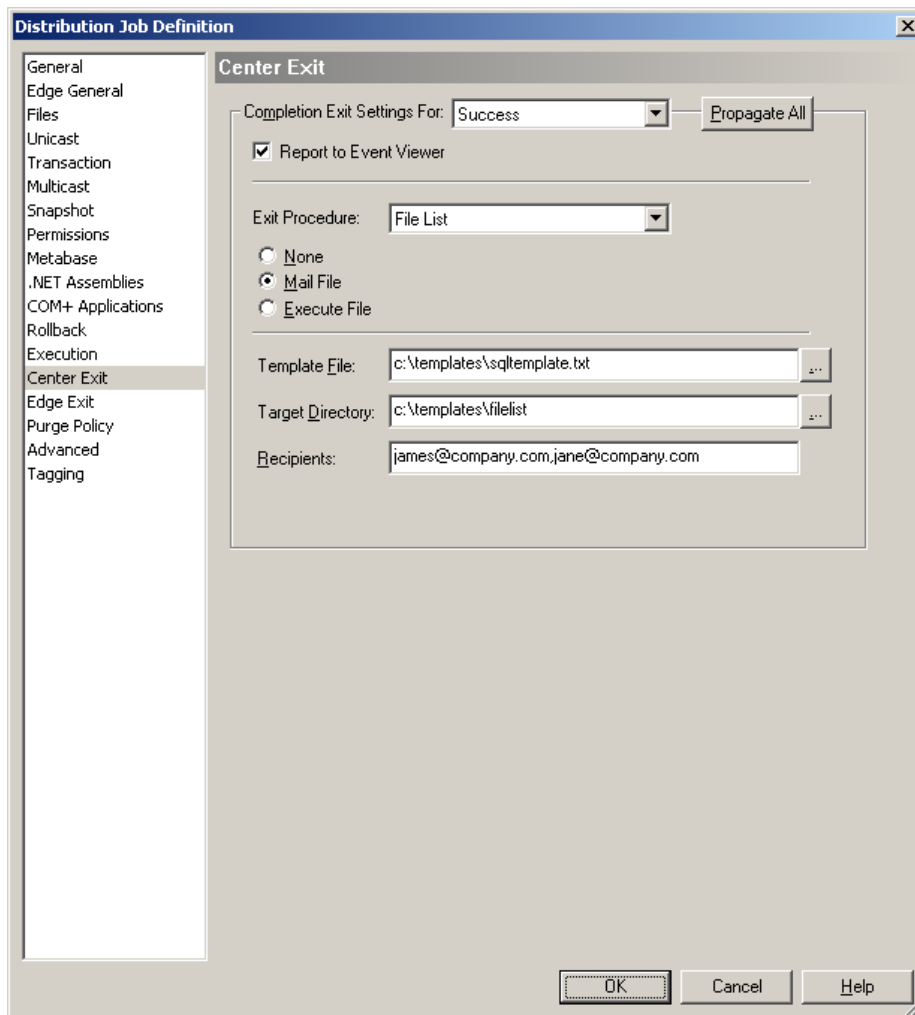 Distribution Job Definition
General
Edge General
Files
Unicast
Transaction
Multicast
Snapshot
Permissions
Metabase
.NET Assemblies
COM+ Applications
Rollback
Execution
Center Exit
Edge Exit
Purge Policy
Advanced
Tagging
Center Exit
Completion Exit Settings For: Success Propagate All
Report to Event Viewer
Exit Procedure: File List
None
Mail File
Execute File
Template File: c:\templates\sqltemplate.txt ...
Target Directory: c:\templates\filelist ...
Recipients: james@company.com,jane@company.com
OK Cancel Help